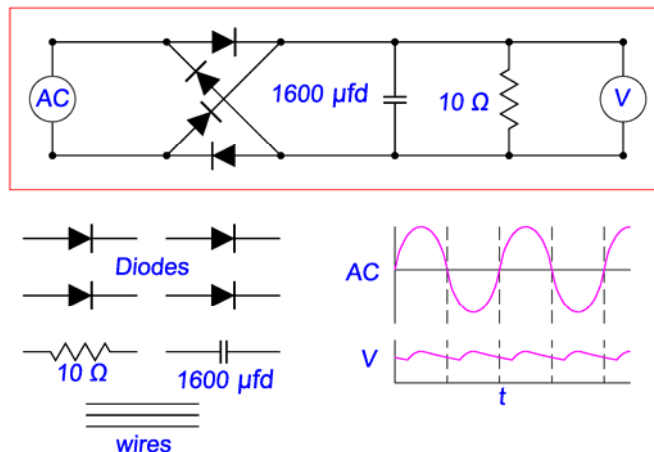 AC
1600 µfd
10 Ω
V
Diodes
10 Ω
1600 µfd
wires
AC
V
t